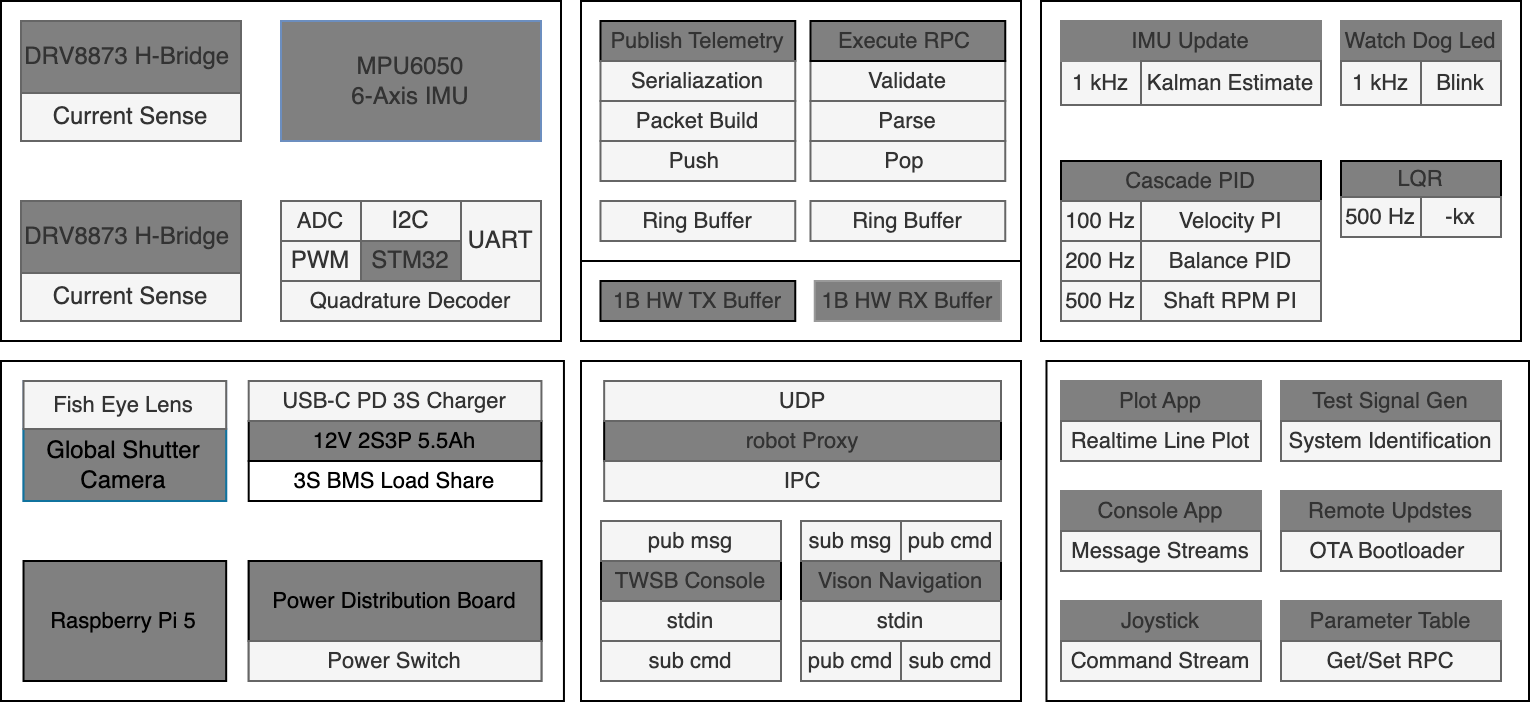 DRV8873 H-Bridge
Current Sense
MPU6050
6-Axis IMU
DRV8873 H-Bridge
Current Sense
ADC
I2C
UART
PWM
STM32
Quadrature Decoder
Publish Telemetry
Serialiazation
Packet Build
Push
Ring Buffer
Execute RPC
Validate
Parse
Pop
Ring Buffer
1B HW TX Buffer
1B HW RX Buffer
IMU Update
1 kHz
Kalman Estimate
Watch Dog Led
1 kHz
Blink
Cascade PID
100 Hz
Velocity PI
200 Hz
Balance PID
500 Hz
Shaft RPM PI
LQR
500 Hz
-kx
Fish Eye Lens
Global Shutter
Camera
USB-C PD 3S Charger
12V 2S3P 5.5Ah
3S BMS Load Share
Raspberry Pi 5
Power Distribution Board
Power Switch
UDP
robot Proxy
IPC
pub msg
TWSB Console
stdin
sub cmd
sub msg
pub cmd
Vison Navigation
stdin
pub cmd
sub cmd
Plot App
Realtime Line Plot
Test Signal Gen
System Identification
Console App
Message Streams
Remote Updstes
OTA Bootloader
Joystick
Command Stream
Parameter Table
Get/Set RPC